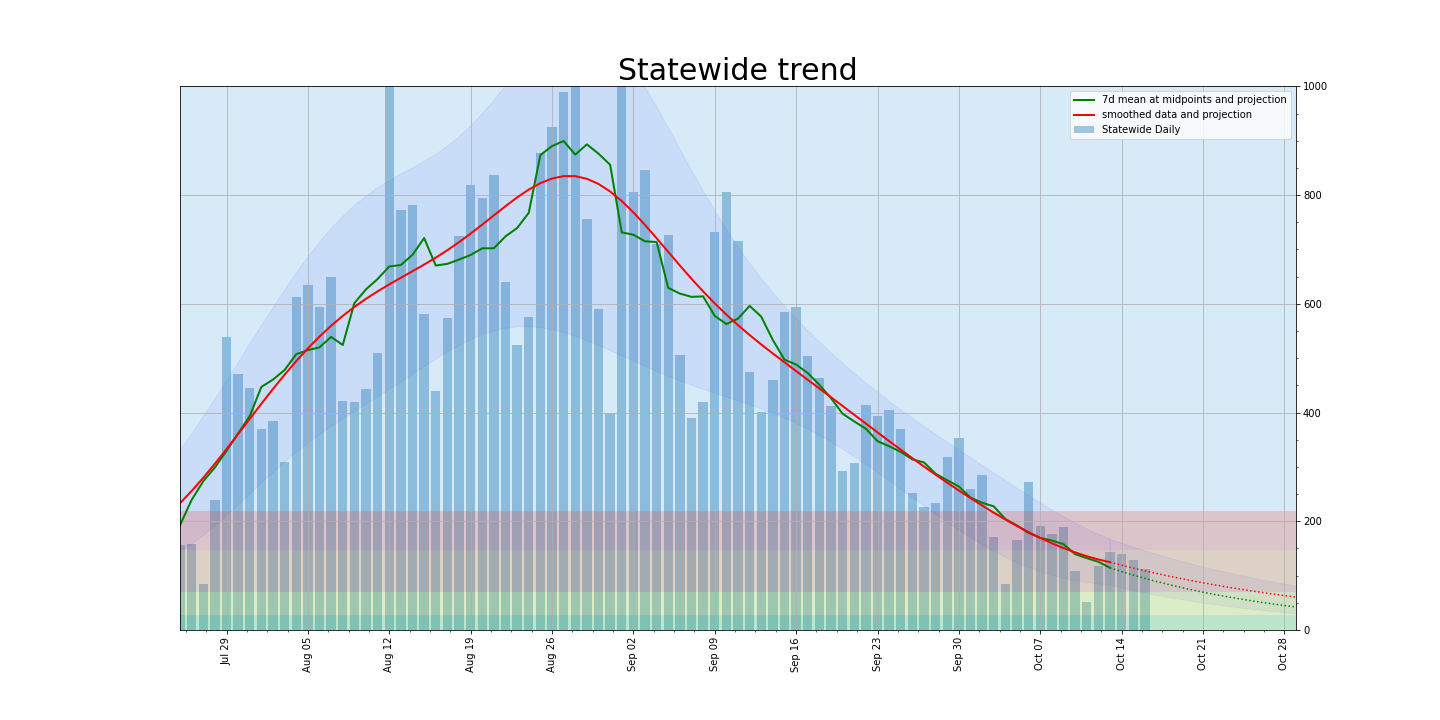 Statewide trend
7d mean at midpoints and projection
smoothed data and projection
Statewide Daily
1000
800
600
400
200
0
Jul 29
Aug 05
Aug 12
Aug 19
Aug 26
Sep 02
Sep 09
Sep 16
Sep 23
Sep 30
Oct 07
Oct 14
Oct 21
Oct 28